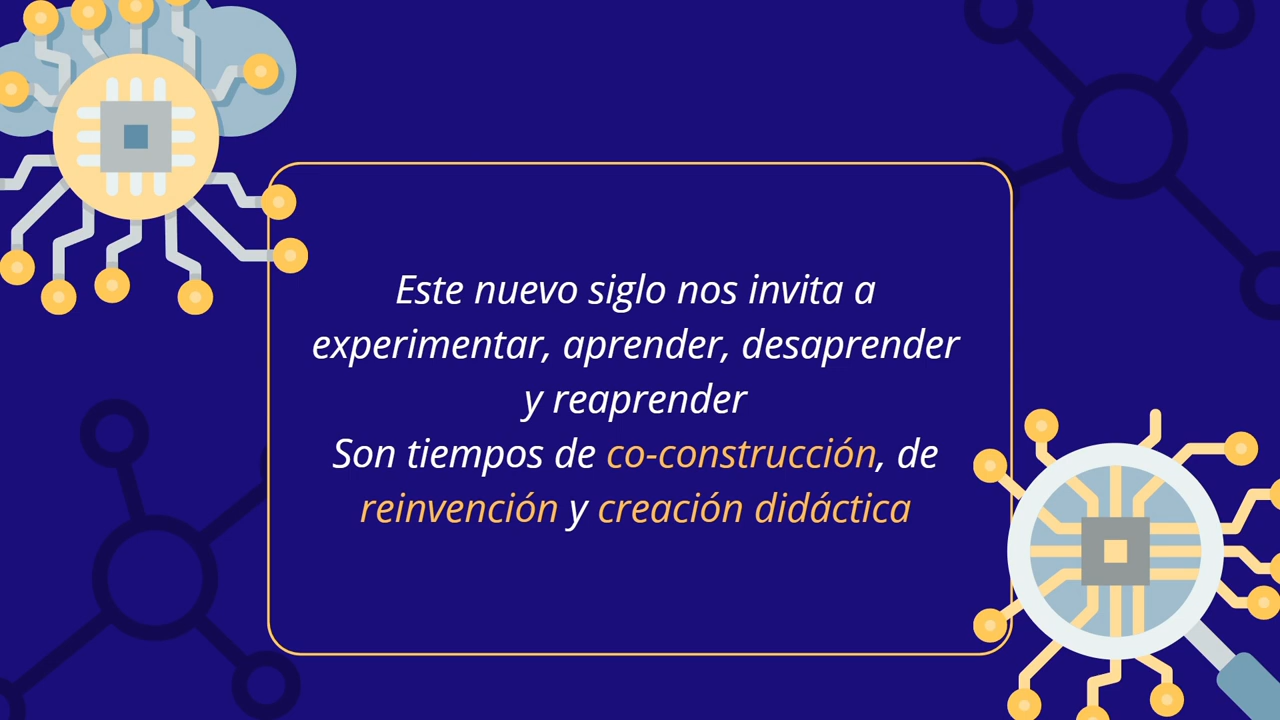 Este nuevo siglo nos invita a
experimentar, aprender, desaprender
y reaprender
Son tiempos de co-construcción, de
reinvención y creación didáctica